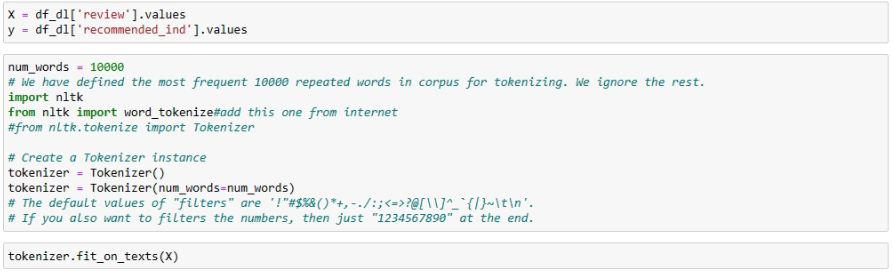 X = df_dl['review'].values
y = df_dl['recommended_ind'].values
num_words = 10000
# We have defined the most frequent 10000 repeated words in corpus for tokenizing. We ignore the rest.
import nltk
from nltk import word_tokenize#add this one from internet
#from nltk.tokenize import Tokenizer
# Create a Tokenizer instance
tokenizer = Tokenizer()
tokenizer = Tokenizer(num_words=num_words)
# The default values of "filters" are '!"#$%&()*+,-./:;<=>?@[\\]^_`{|}~\t\n'.
# If you also want to filters the numbers, then just "1234567890" at the end.
tokenizer.fit_on_texts(X)